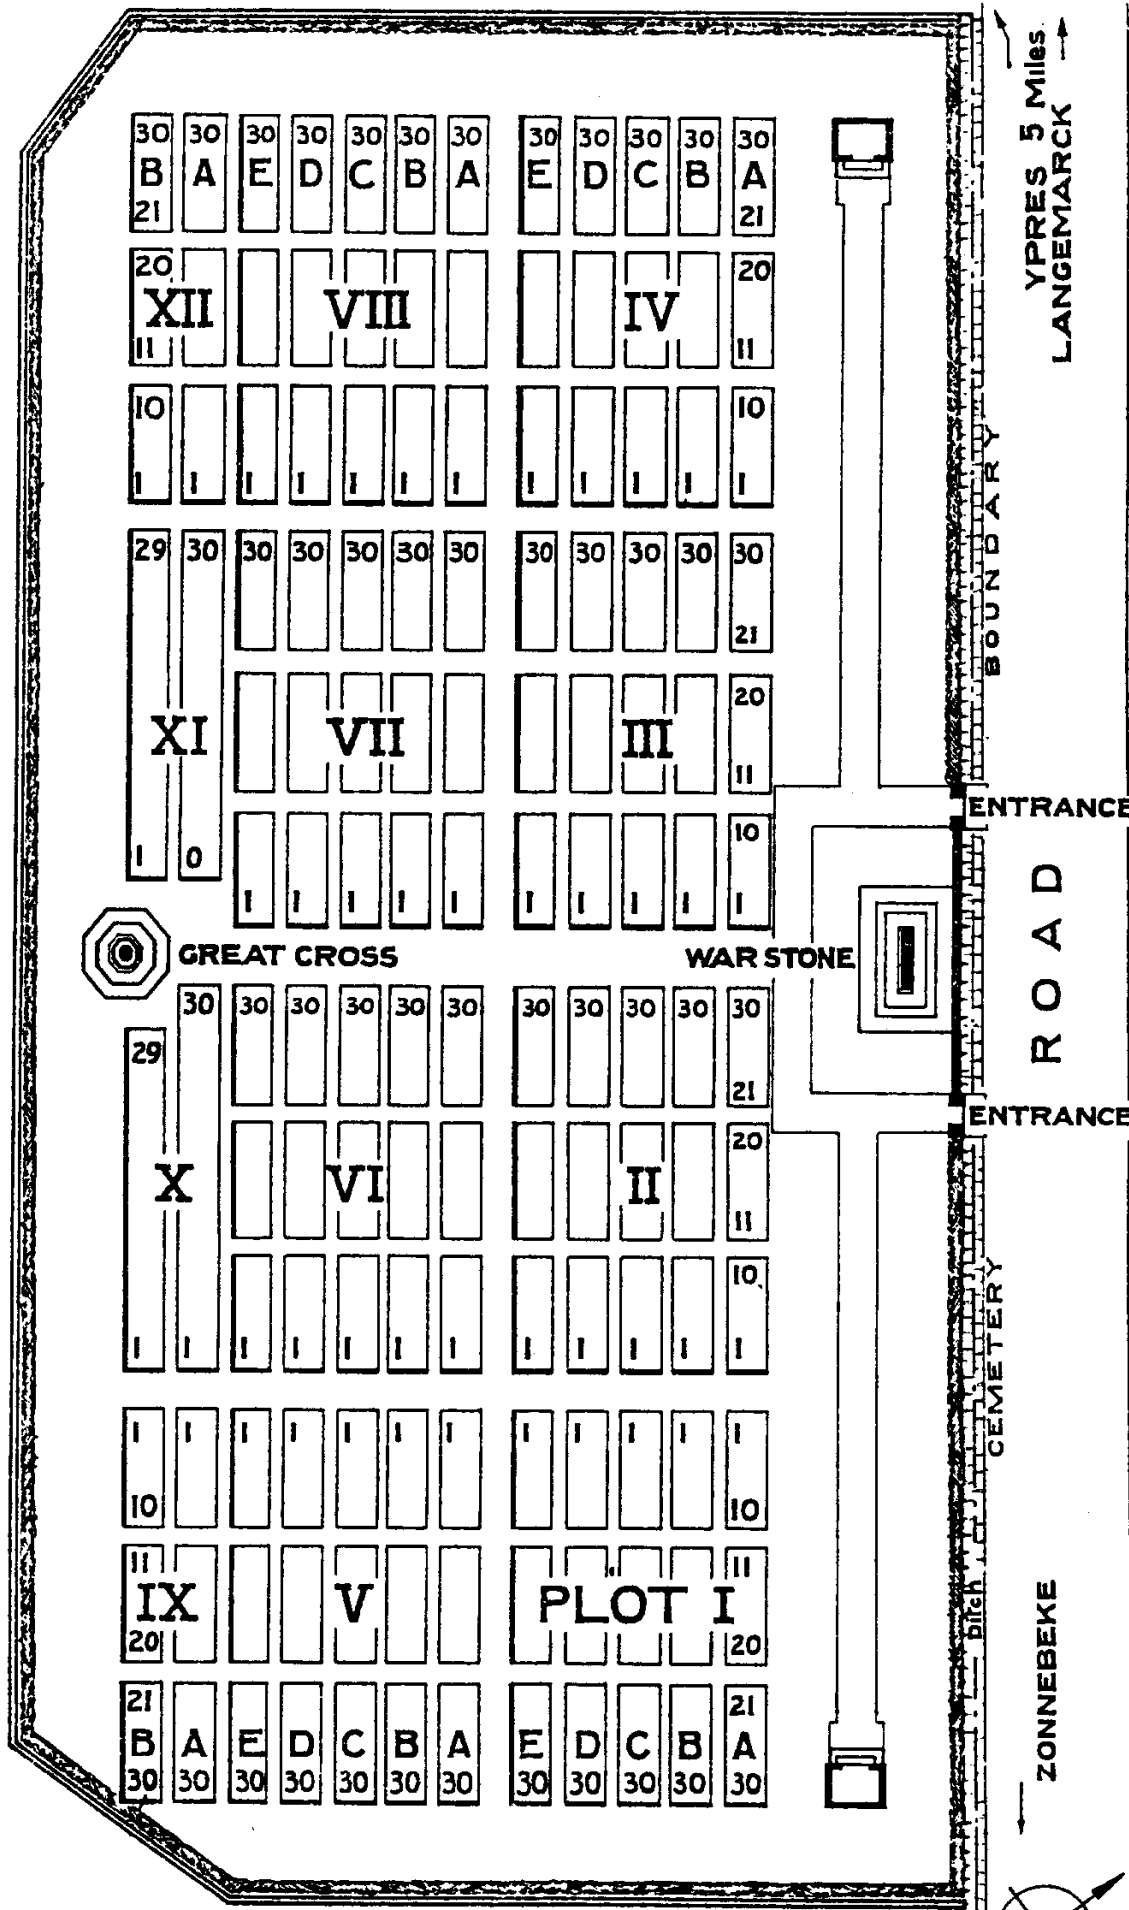 30 30 30 30 30 30 30 30 30 30 30 30
B A E D C B A E D C B A
21 21
20 20
XII VIII IV
11 11
10 10
1 1 1 1 1 1 1 1 1 1 1 1
29 30 30 30 30 30 30 30 30 30 30 30
21
20
XI VII III
11
10
1 0
1 1 1 1 1 1 1 1 1 1
GREAT CROSS
WAR STONE
30 30 30 30 30 30 30 30 30 30 30
29
21
20
X VI II
11
10
1 1 1 1 1 1 1 1 1 1 1 1
1 1 1 1 1 1 1 1 1 1 1 1
10 10
11 11
IX V PLOT I
20 20
21 21
B A E D C B A E D C B A
30 30 30 30 30 30 30 30 30 30 30 30
YPRES 5 Miles
LANGEMARCK
BOUNDARY
ENTRANCE
ROAD
ENTRANCE
CEMETERY
Ditch
ZONNEBEKE